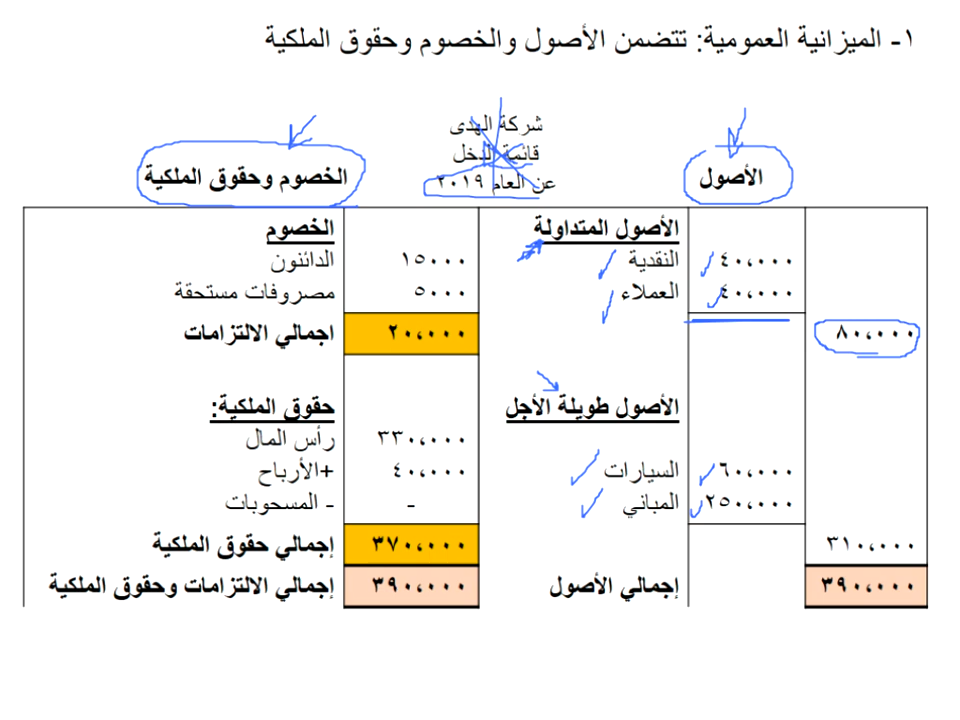 ١- الميزانية العمومية: تتضمن الأصول والخصوم وحقوق الملكية
شركة الهدى
قائمة الدخل
عن العام ٢٠١٩
الأصول
الخصوم وحقوق الملكية
الأصول المتداولة
الخصوم
٤٠،٠٠٠ النقدية
١٥٠٠٠ الدائنون
٤٠،٠٠٠ العملاء
٥٠٠٠ مصروفات مستحقة
٨٠،٠٠٠
٢٠،٠٠٠ إجمالي الالتزامات
الأصول طويلة الأجل
حقوق الملكية:
٣٣٠،٠٠٠ رأس المال
٦٠،٠٠٠ السيارات
٤٠،٠٠٠ +الأرباح
٢٥٠،٠٠٠ المباني
- - المسحوبات
٣١٠،٠٠٠
٣٧٠،٠٠٠ إجمالي حقوق الملكية
٣٩٠،٠٠٠ إجمالي الأصول
٣٩٠،٠٠٠ إجمالي الالتزامات وحقوق الملكية